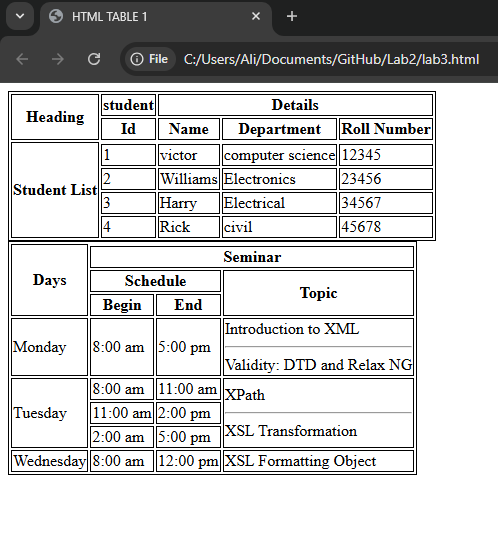 HTML TABLE 1
File C:/Users/Ali/Documents/GitHub/Lab2/lab3.html
Heading student Details
Id Name Department Roll Number
Student List 1 victor computer science 12345
2 Williams Electronics 23456
3 Harry Electrical 34567
4 Rick civil 45678
Days Seminar
Schedule Topic
Begin End
Monday 8:00 am 5:00 pm Introduction to XML
Validity: DTD and Relax NG
Tuesday 8:00 am 11:00 am XPath
11:00 am 2:00 pm
2:00 am 5:00 pm XSL Transformation
Wednesday 8:00 am 12:00 pm XSL Formatting Object